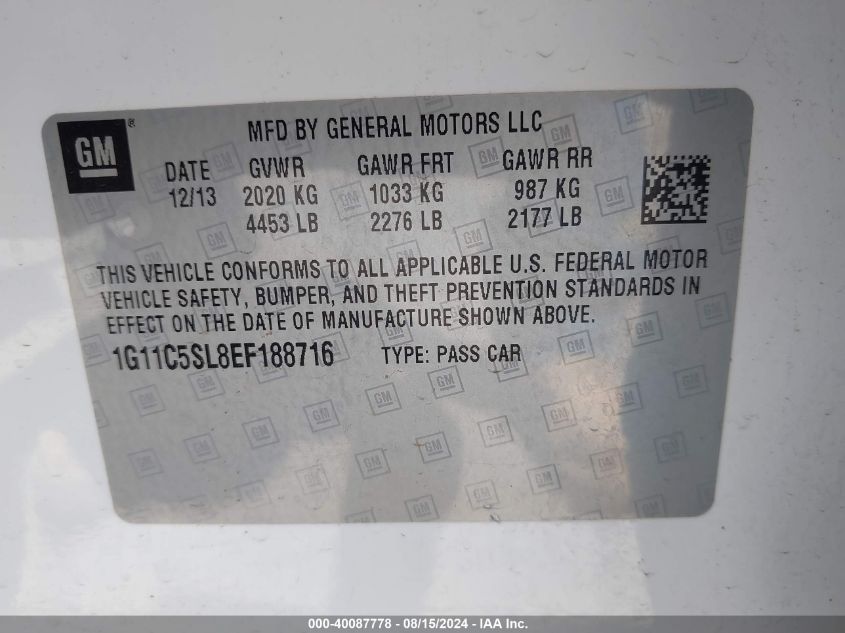 GM®
MFD BY GENERAL MOTORS LLC
DATE GVWR GAWR FRT GAWR RR
12/13 2020 KG 1033 KG 987 KG
4453 LB 2276 LB 2177 LB
THIS VEHICLE CONFORMS TO ALL APPLICABLE U.S. FEDERAL MOTOR
VEHICLE SAFETY, BUMPER, AND THEFT PREVENTION STANDARDS IN
EFFECT ON THE DATE OF MANUFACTURE SHOWN ABOVE.
1G11C5SL8EF188716 TYPE: PASS CAR
000-40087778 - 08/15/2024 - IAA Inc.